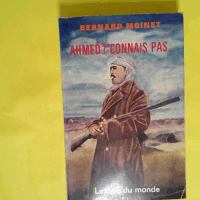 BERNARD MOINET
AHMED ? CONNAIS PAS
du monde